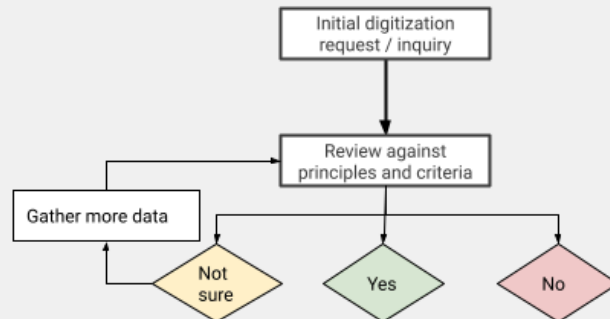 Initial digitization
request / inquiry
Review against
principles and criteria
Gather more data
Not
sure
Yes
No